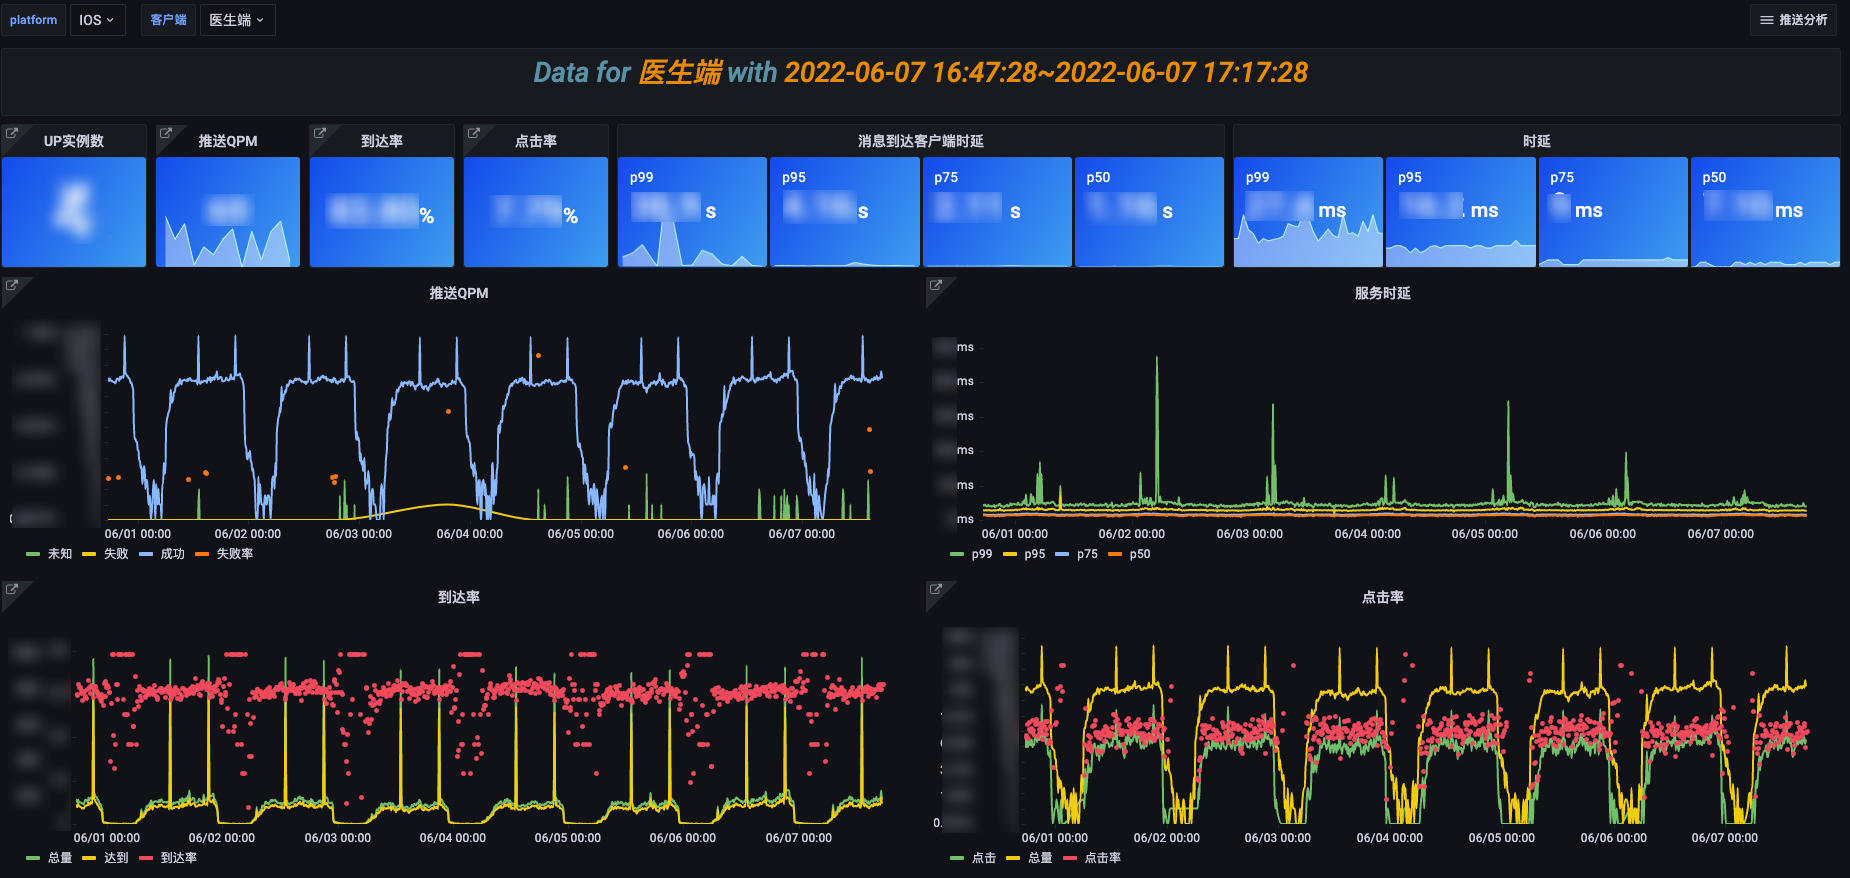 platform IOS 客户端 医生端 推送分析
Data for 医生端 with 2022-06-07 16:47:28~2022-06-07 17:17:28
UP实例数 推送QPM 到达率 点击率 消息到达客户端时延 时延
p99 p95 p75 p50 p99 p95 p75 p50
% % s s s s ms ms ms ms
推送QPM
06/01 00:00 06/02 00:00 06/03 00:00 06/04 00:00 06/05 00:00 06/06 00:00 06/07 00:00
未知 失败 成功 失败率
服务时延
ms
ms
ms
ms
ms
ms
06/01 00:00 06/02 00:00 06/03 00:00 06/04 00:00 06/05 00:00 06/06 00:00 06/07 00:00
p99 p95 p75 p50
到达率
06/01 00:00 06/02 00:00 06/03 00:00 06/04 00:00 06/05 00:00 06/06 00:00 06/07 00:00
总量 达到 到达率
点击率
06/01 00:00 06/02 00:00 06/03 00:00 06/04 00:00 06/05 00:00 06/06 00:00 06/07 00:00
点击 总量 点击率